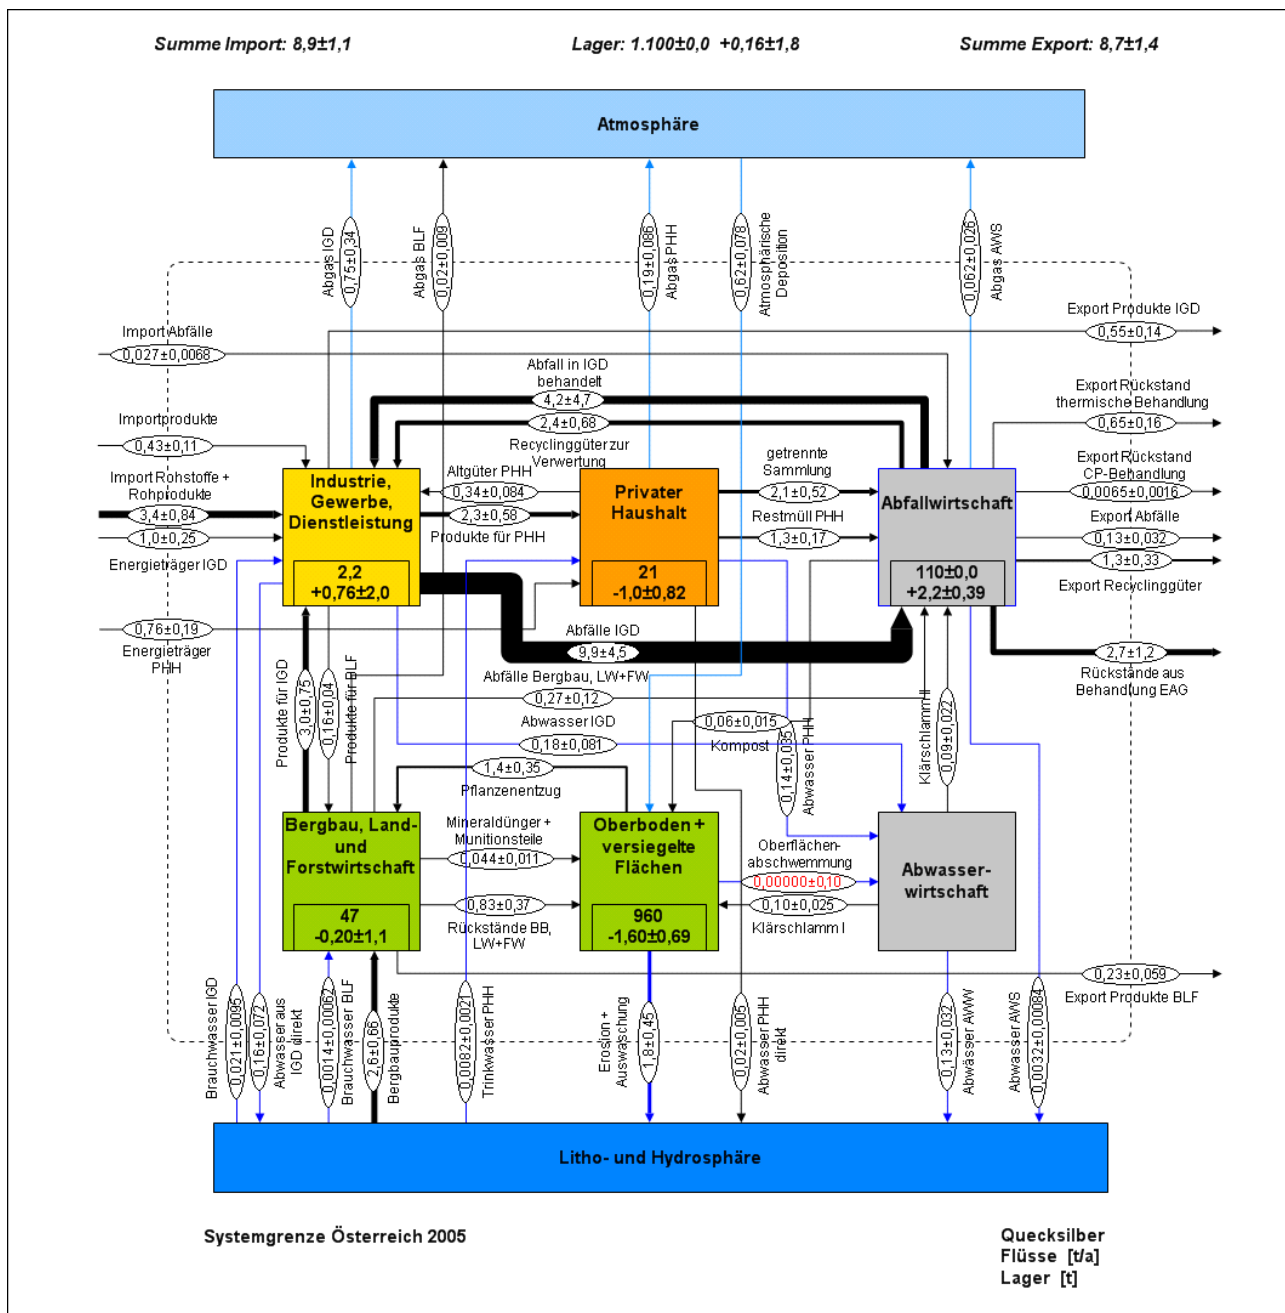 Summe Import: 8,9±1,1
Lager: 1.100±0,0 +0,16±1,8
Summe Export: 8,7±1,4
Atmosphäre
Abgas IGD
0,75±0,34
Abgas BLF
0,02±0,009
Abgas PHH
0,19±0,086
0,62±0,078
Atmosphärische
Deposition
0,062±0,026
Abgas AWS
Import Abfälle
0,027±0,0068
Export Produkte IGD
0,55±0,14
Abfall in IGD
behandelt
4,2±4,7
2,4±0,68
Recyclinggüter zur
Verwertung
Export Rückstand
thermische Behandlung
0,65±0,16
Importprodukte
0,43±0,11
Import Rohstoffe +
Rohprodukte
3,4±0,84
1,0±0,25
Energieträger IGD
Industrie,
Gewerbe,
Dienstleistung
2,2
+0,76±2,0
Altgüter PHH
0,34±0,084
2,3±0,58
Produkte für PHH
Privater
Haushalt
21
-1,0±0,82
getrennte
Sammlung
2,1±0,52
Restmüll PHH
1,3±0,17
Abfallwirtschaft
110±0,0
+2,2±0,39
Export Rückstand
CP-Behandlung
0,0065±0,0016
Export Abfälle
0,13±0,032
1,3±0,33
Export Recyclinggüter
0,76±0,19
Energieträger
PHH
Abfälle IGD
9,9±4,5
2,7±1,2
Rückstände aus
Behandlung EAG
Abfälle Bergbau, LW+FW
0,27±0,12
Produkte für IGD
3,0±0,75
0,16±0,04
Produkte für BLF
Abwasser IGD
0,18±0,081
0,06±0,015
Kompost
0,14±0,035
Abwasser PHH
Klärschlamm II
0,09±0,022
1,4±0,35
Pflanzenentzug
Bergbau, Land-
und
Forstwirtschaft
47
-0,20±1,1
Mineraldünger +
Munitionsteile
0,044±0,011
0,83±0,37
Rückstände BB,
LW+FW
Oberboden +
versiegelte
Flächen
960
-1,60±0,69
Oberflächen-
abschwemmung
0,00000±0,10
0,10±0,025
Klärschlamm I
Abwasser-
wirtschaft
0,23±0,059
Export Produkte BLF
Brauchwasser IGD
0,021±0,0095
0,16±0,072
Abwasser aus
IGD direkt
0,0014±0,00062
Brauchwasser BLF
2,6±0,66
Bergbauprodukte
0,0082±0,0021
Trinkwasser PHH
Erosion +
Auswaschung
1,8±0,45
0,02±0,005
Abwasser PHH
direkt
0,13±0,032
Abwässer AWW
Abwasser AWS
0,0032±0,00084
Litho- und Hydrosphäre
Systemgrenze Österreich 2005
Quecksilber
Flüsse [t/a]
Lager [t]